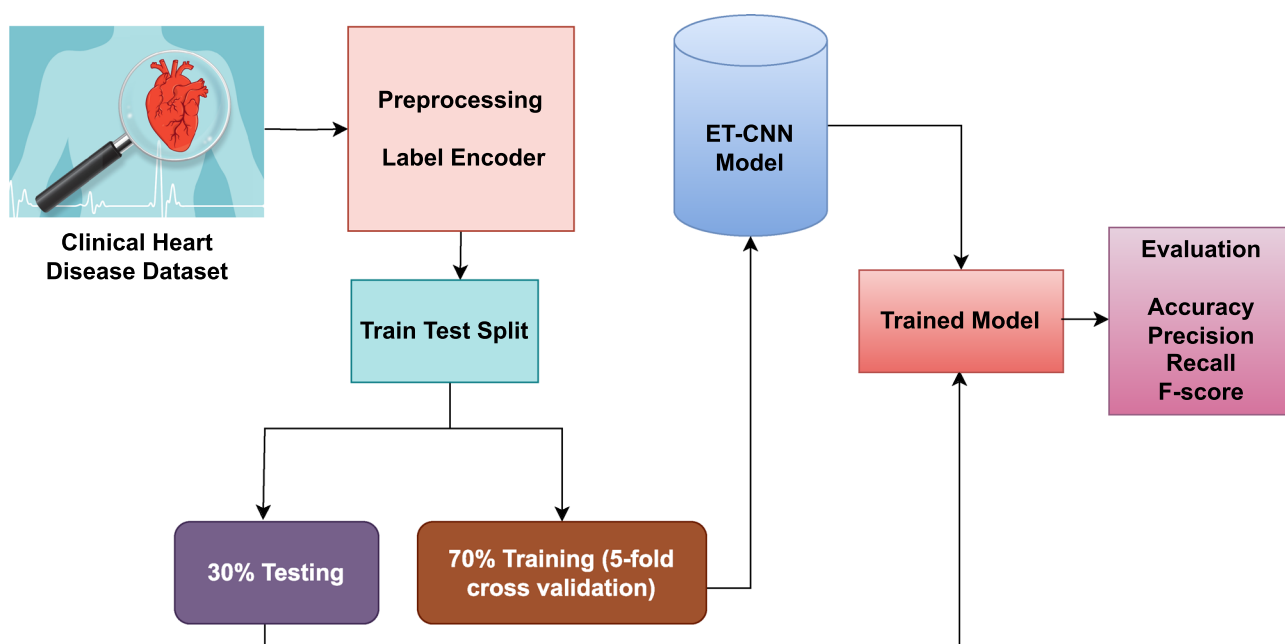 Clinical Heart
Disease Dataset
Preprocessing
Label Encoder
Train Test Split
30% Testing
70% Training (5-fold
cross validation)
ET-CNN
Model
Trained Model
Evaluation
Accuracy
Precision
Recall
F-score